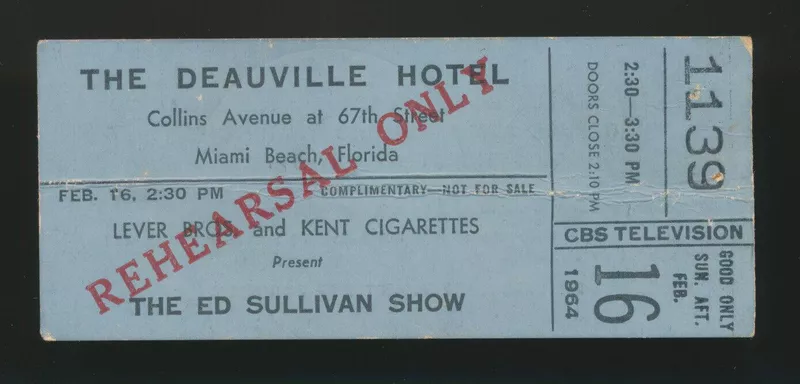 THE DEAUVILLE HOTEL
Collins Avenue at 67th Street
Miami Beach, Florida
FEB. 16, 2:30 PM COMPLIMENTARY—NOT FOR SALE
LEVER BROS. and KENT CIGARETTES
Present
THE ED SULLIVAN SHOW
REHEARSAL ONLY
1139
2:30—3:30 PM
DOORS CLOSE 2:10 PM
CBS TELEVISION
GOOD ONLY
SUN. AFT.
FEB.
16
1964